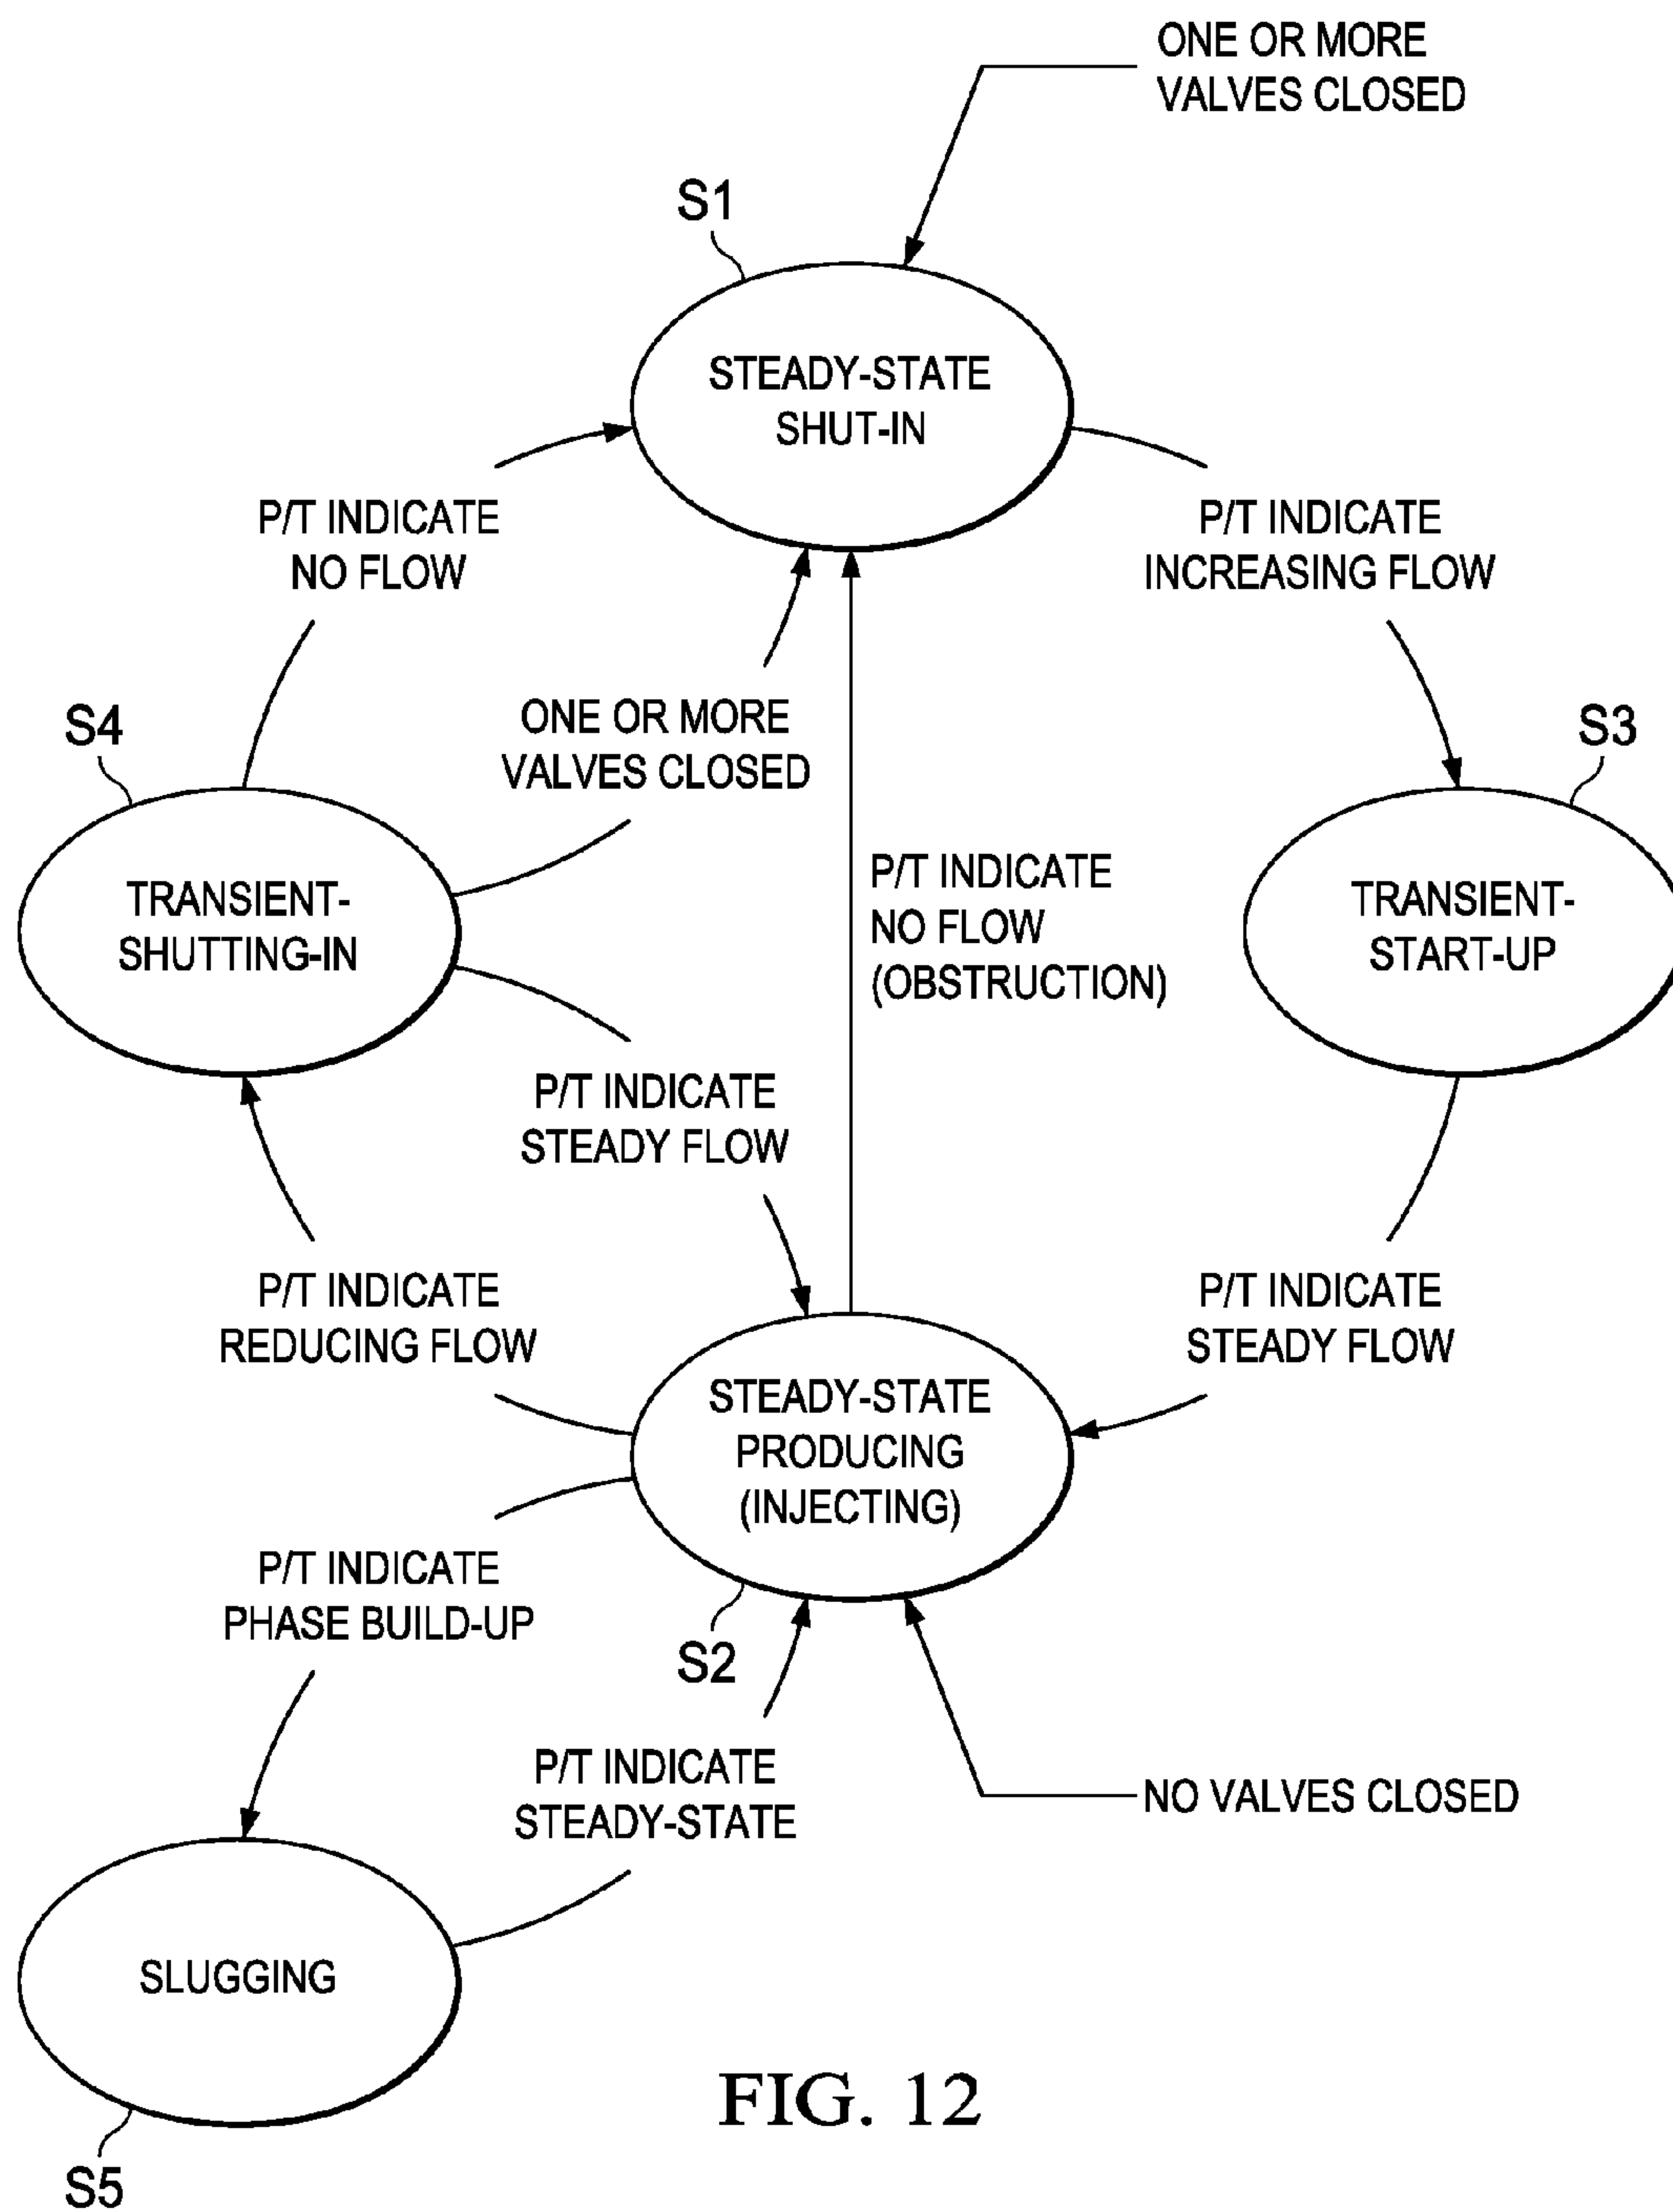 ONE OR MORE
VALVES CLOSED
S1
STEADY-STATE
SHUT-IN
P/T INDICATE
NO FLOW
P/T INDICATE
INCREASING FLOW
S4
ONE OR MORE
VALVES CLOSED
S3
TRANSIENT-
SHUTTING-IN
P/T INDICATE
NO FLOW
(OBSTRUCTION)
TRANSIENT-
START-UP
P/T INDICATE
STEADY FLOW
P/T INDICATE
REDUCING FLOW
P/T INDICATE
STEADY FLOW
STEADY-STATE
PRODUCING
(INJECTING)
P/T INDICATE
PHASE BUILD-UP
S2
P/T INDICATE
STEADY-STATE
NO VALVES CLOSED
SLUGGING
S5
FIG. 12